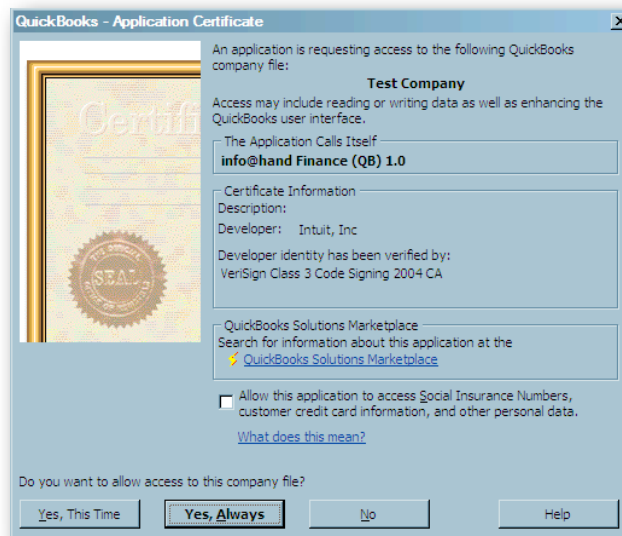 QuickBooks - Application Certificate
An application is requesting access to the following QuickBooks
company file:
Test Company
Access may include reading or writing data as well as enhancing the
QuickBooks user interface.
The Application Calls Itself
info@hand Finance (QB) 1.0
Certificate Information
Description:
Developer: Intuit, Inc
Developer identity has been verified by:
VeriSign Class 3 Code Signing 2004 CA
QuickBooks Solutions Marketplace
Search for information about this application at the
QuickBooks Solutions Marketplace
Allow this application to access Social Insurance Numbers,
customer credit card information, and other personal data.
What does this mean?
Do you want to allow access to this company file?
Yes, This Time
Yes, Always
No
Help
Certifi
SEAL